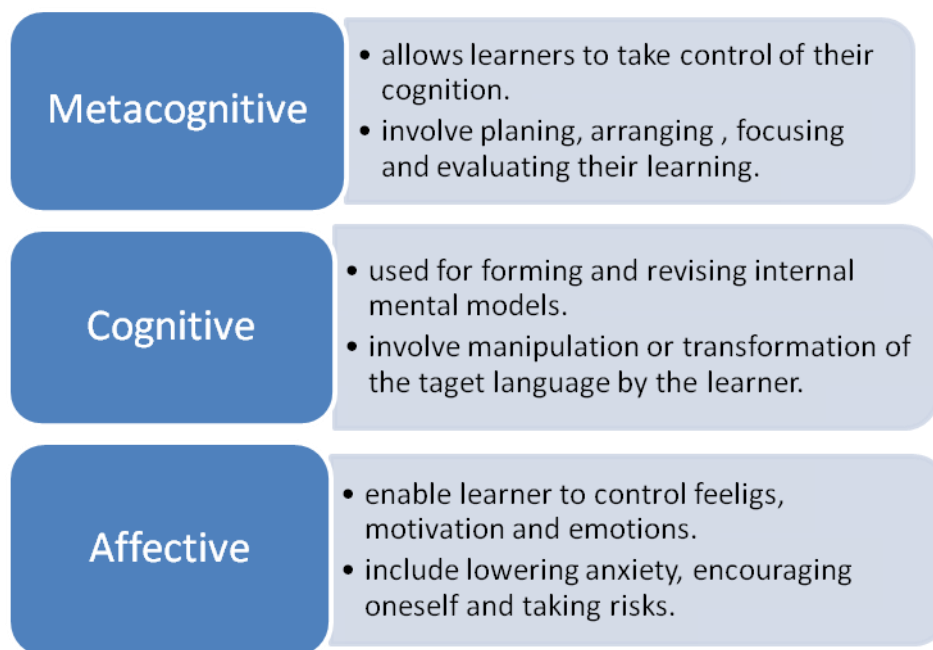 Metacognitive
• allows learners to take control of their
cognition.
• involve planing, arranging , focusing
and evaluating their learning.
Cognitive
• used for forming and revising internal
mental models.
• involve manipulation or transformation of
the taget language by the learner.
Affective
• enable learner to control feeligs,
motivation and emotions.
• include lowering anxiety, encouraging
oneself and taking risks.